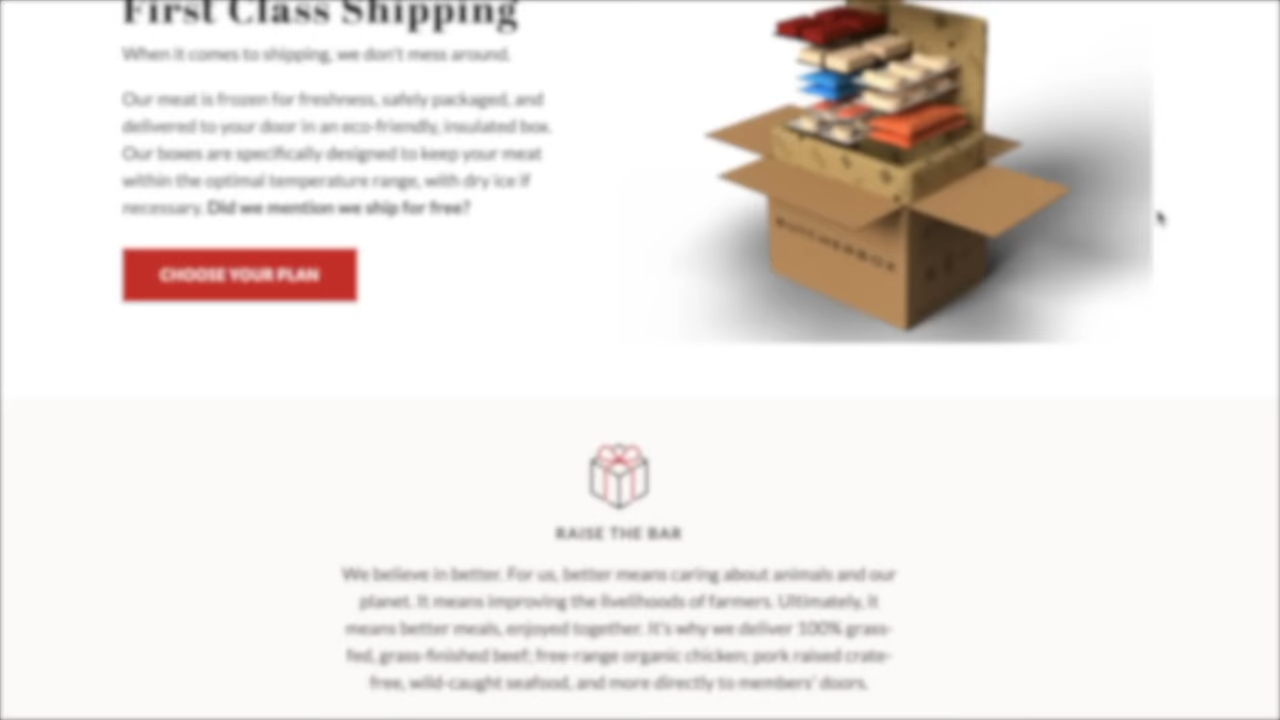 First Class Shipping
When it comes to shipping, we don't mess around.
Our meat is frozen for freshness, safely packaged, and
delivered to your door in an eco-friendly, insulated box.
Our boxes are specifically designed to keep your meat
within the optimal temperature range, with dry ice if
necessary. Did we mention we ship for free?
CHOOSE YOUR PLAN
BUTCHERBOX
RAISE THE BAR
We believe in better. For us, better means caring about animals and our
planet. It means improving the livelihoods of farmers. Ultimately, it
means better meals, enjoyed together. It's why we deliver 100% grass-
fed, grass-finished beef; free-range organic chicken; pork raised crate-
free, wild-caught seafood, and more directly to members' doors.